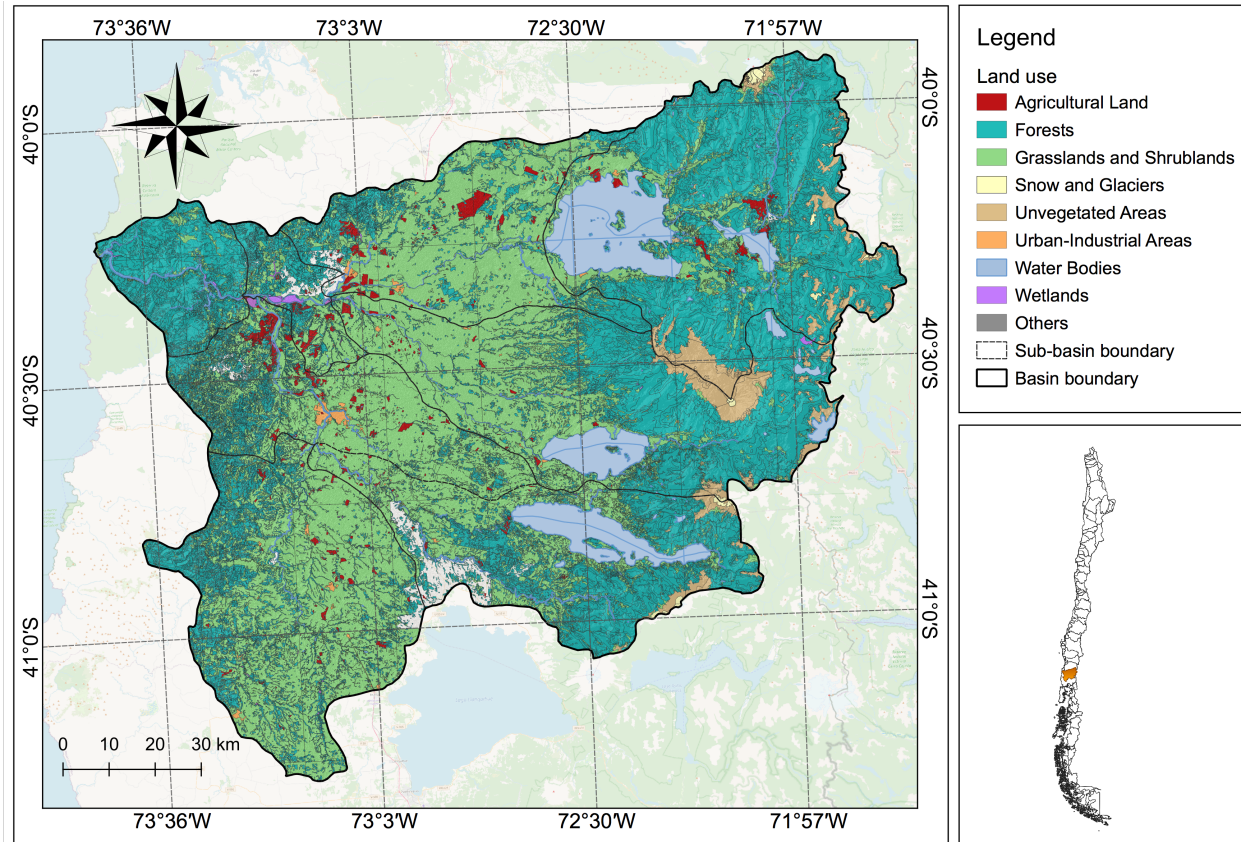 73°36'W 73°3'W 72°30'W 71°57'W
40°0'S
40°30'S
41°0'S
40°0'S
40°30'S
41°0'S
0 10 20 30 km
73°36'W 73°3'W 72°30'W 71°57'W
Legend
Land use
Agricultural Land
Forests
Grasslands and Shrublands
Snow and Glaciers
Unvegetated Areas
Urban-Industrial Areas
Water Bodies
Wetlands
Others
Sub-basin boundary
Basin boundary